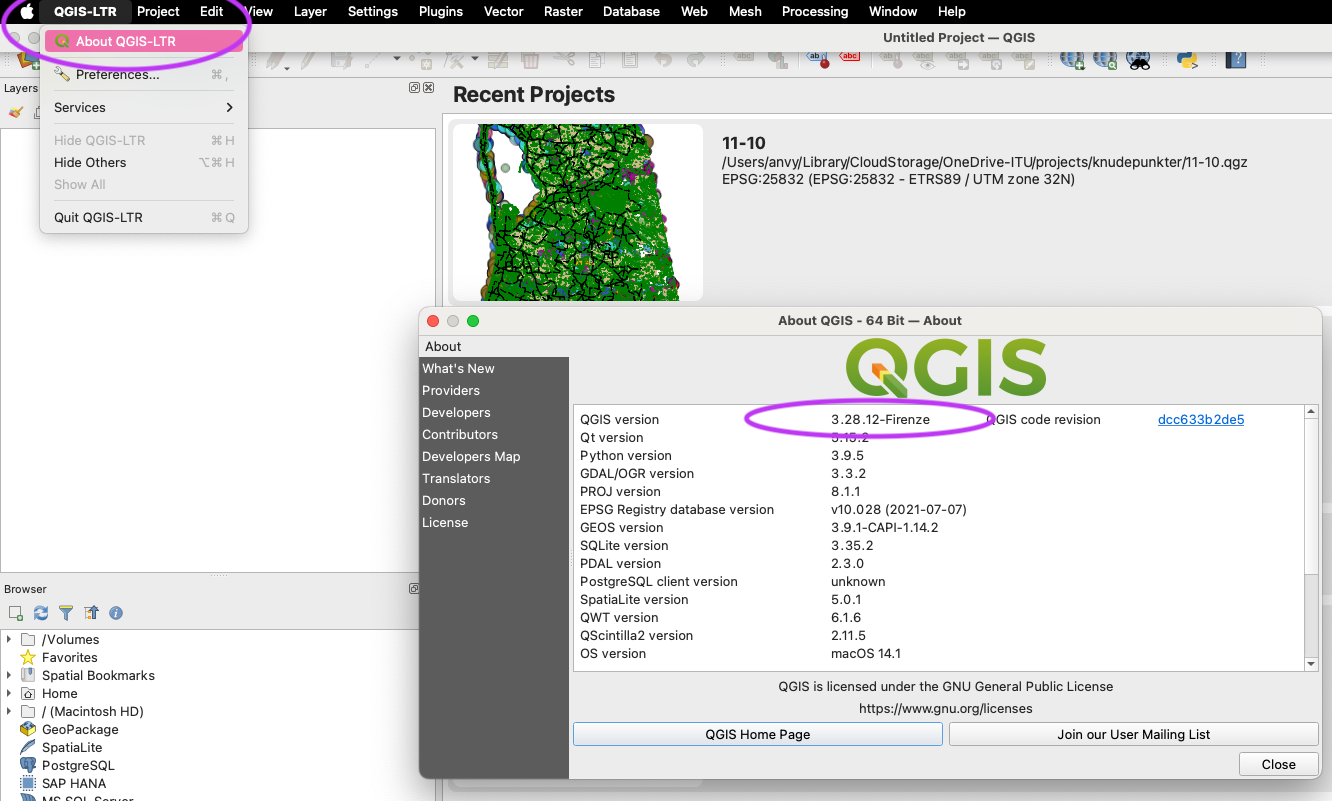 QGIS-LTR Project Edit View Layer Settings Plugins Vector Raster Database Web Mesh Processing Window Help
About QGIS-LTR
Untitled Project — QGIS
Preferences... ⌘ ,
Services
Hide QGIS-LTR ⌘ H
Hide Others ⌥⌘ H
Show All
Quit QGIS-LTR ⌘ Q
abc
abc
Layers
Recent Projects
11-10
/Users/anvy/Library/CloudStorage/OneDrive-ITU/projects/knudepunkter/11-10.qgz
EPSG:25832 (EPSG:25832 - ETRS89 / UTM zone 32N)
About QGIS - 64 Bit — About
About
What's New
Providers
Developers
Contributors
Developers Map
Translators
Donors
License
QGIS
QGIS version 3.28.12-Firenze QGIS code revision dcc633b2de5
Qt version 5.15.2
Python version 3.9.5
GDAL/OGR version 3.3.2
PROJ version 8.1.1
EPSG Registry database version v10.028 (2021-07-07)
GEOS version 3.9.1-CAPI-1.14.2
SQLite version 3.35.2
PDAL version 2.3.0
PostgreSQL client version unknown
SpatiaLite version 5.0.1
QWT version 6.1.6
QScintilla2 version 2.11.5
OS version macOS 14.1
QGIS is licensed under the GNU General Public License
https://www.gnu.org/licenses
QGIS Home Page Join our User Mailing List
Close
Browser
/Volumes
Favorites
Spatial Bookmarks
Home
/ (Macintosh HD)
GeoPackage
SpatiaLite
PostgreSQL
SAP HANA
MS SQL Server